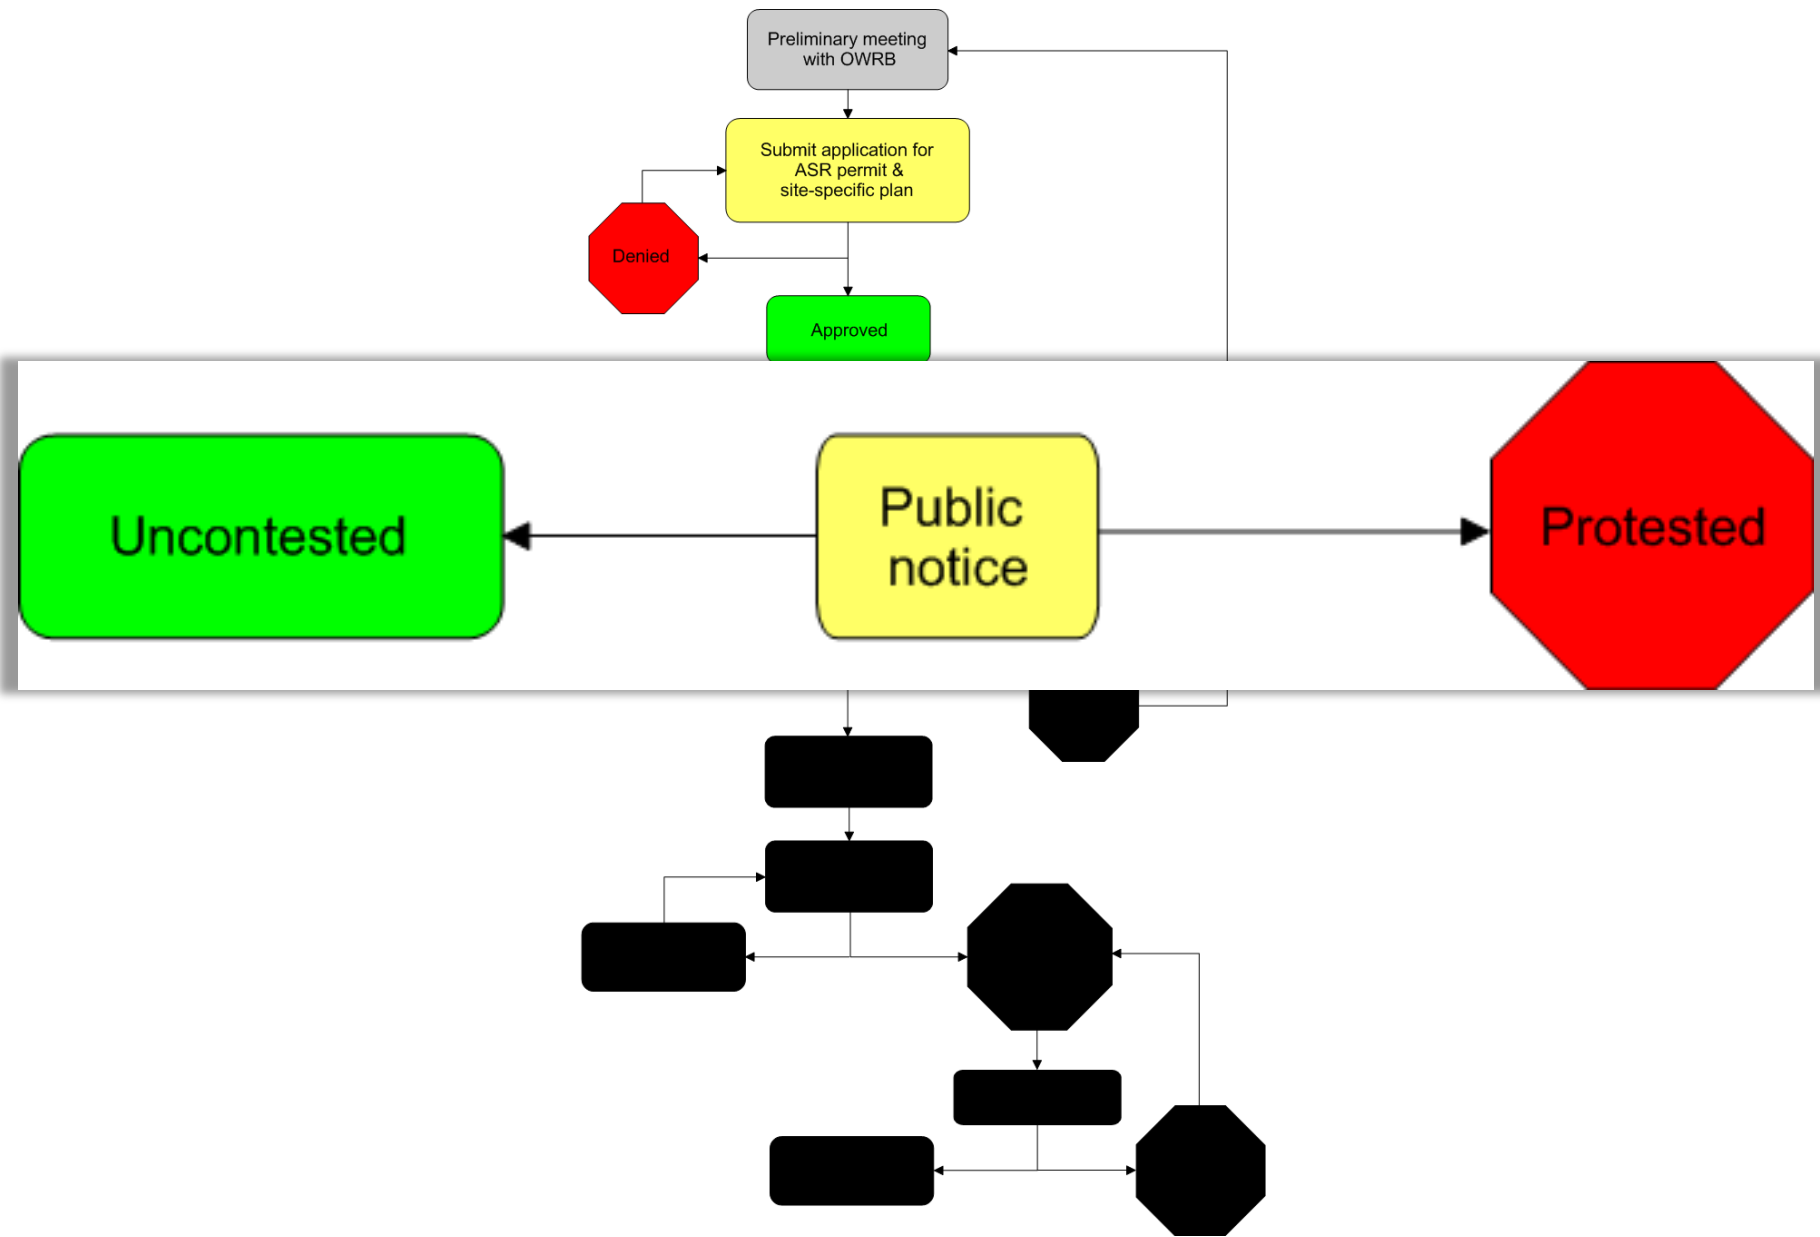 Preliminary meeting
with OWRB
Submit application for
ASR permit &
site-specific plan
Denied
Approved
Uncontested
Public
notice
Protested